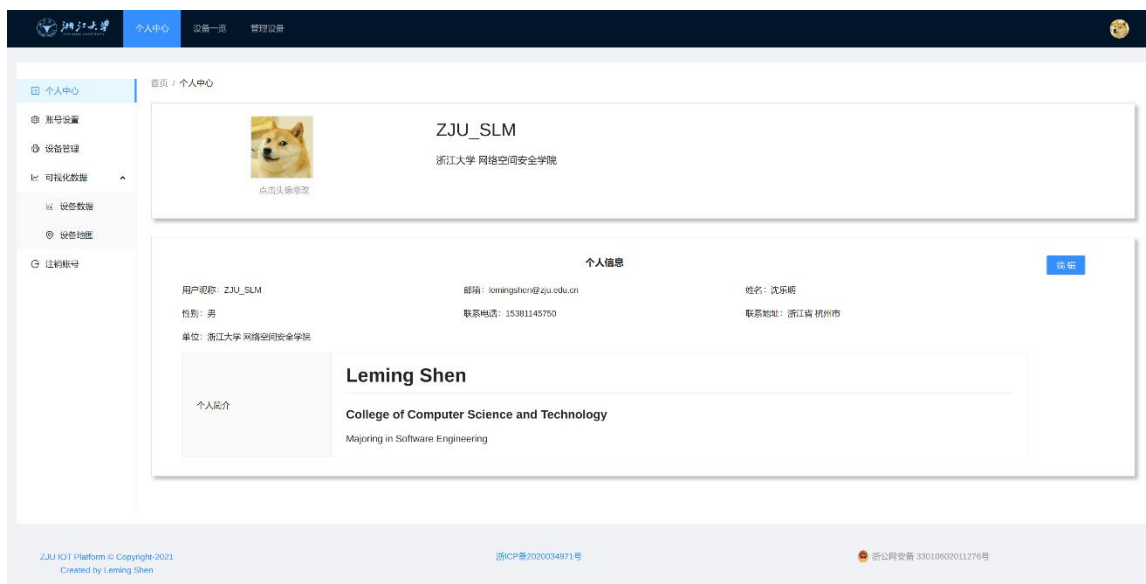 浙江大学
个人中心 设备一览 管理设备
个人中心
账号设置
设备管理
可视化数据
设备数据
设备地图
注销账号
首页 / 个人中心
ZJU_SLM
浙江大学 网络空间安全学院
点击头像修改
个人信息
编 辑
用户昵称: ZJU_SLM 邮箱: lemingshen@zju.edu.cn 姓名: 沈乐明
性别: 男 联系电话: 15381145750 联系地址: 浙江省 杭州市
单位: 浙江大学 网络空间安全学院
个人简介
Leming Shen
College of Computer Science and Technology
Majoring in Software Engineering
ZJU IOT Platform © Copyright-2021
Created by Leming Shen
浙ICP备2020034971号
浙公网安备 33010602011276号